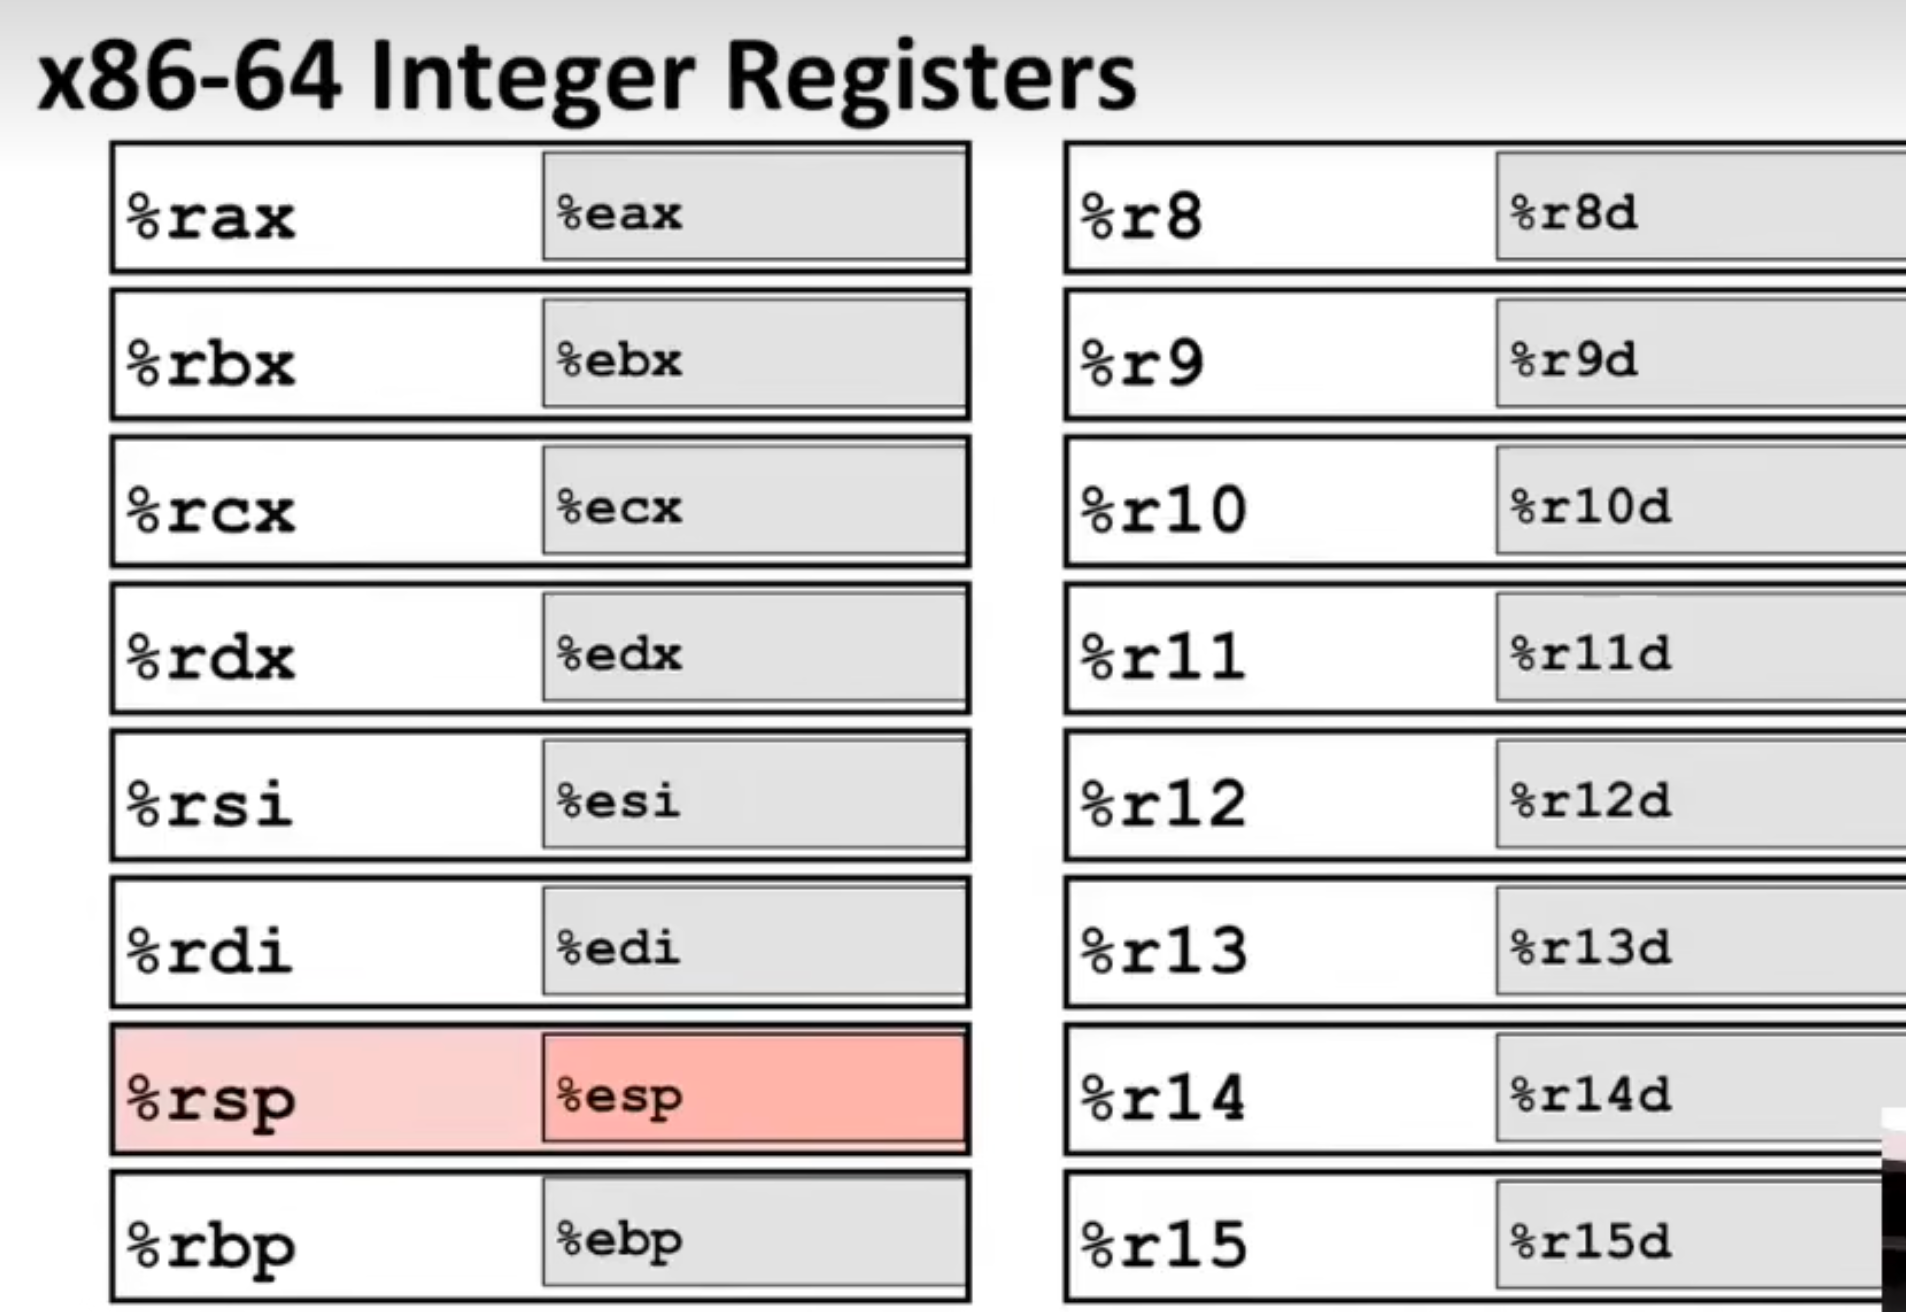 x86-64 Integer Registers
%rax %eax %r8 %r8d
%rbx %ebx %r9 %r9d
%rcx %ecx %r10 %r10d
%rdx %edx %r11 %r11d
%rsi %esi %r12 %r12d
%rdi %edi %r13 %r13d
%rsp %esp %r14 %r14d
%rbp %ebp %r15 %r15d